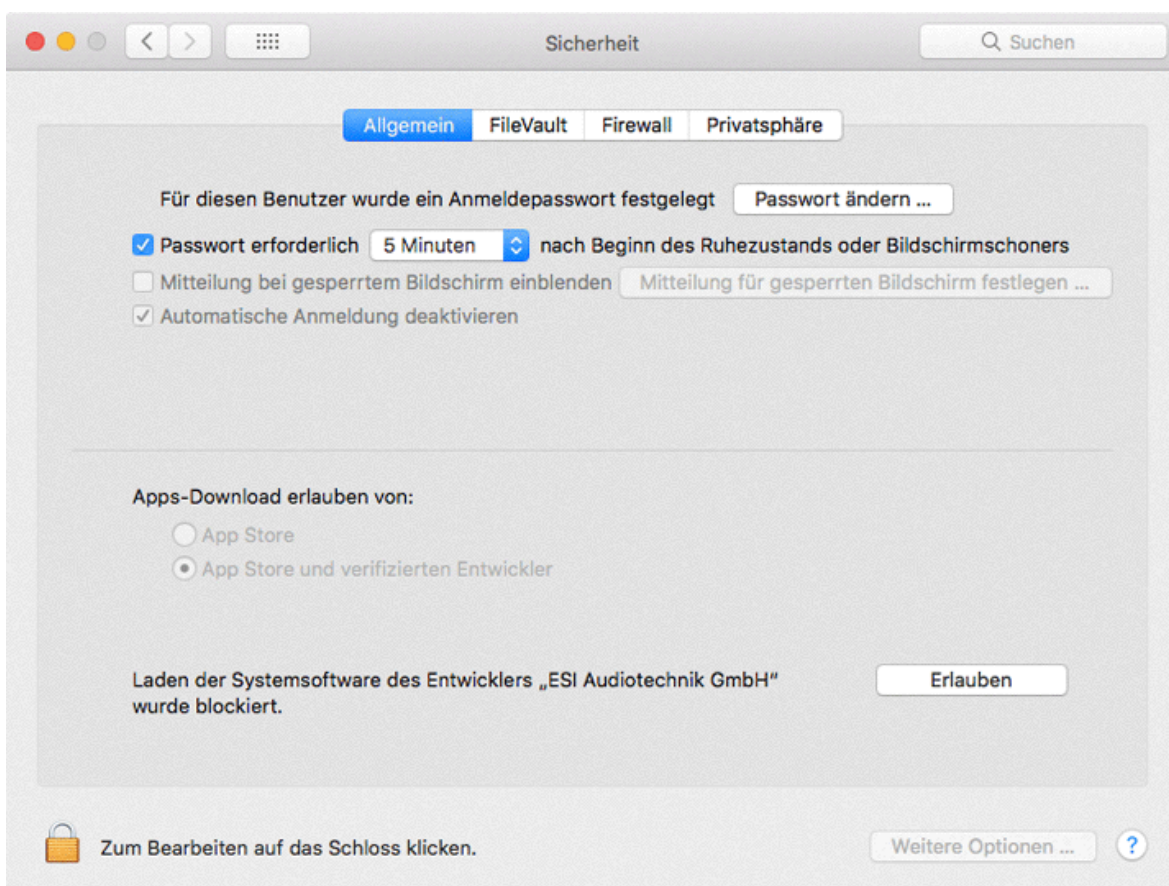 Sicherheit
Suchen
Allgemein FileVault Firewall Privatsphäre
Für diesen Benutzer wurde ein Anmeldepasswort festgelegt Passwort ändern ...
Passwort erforderlich 5 Minuten nach Beginn des Ruhezustands oder Bildschirmschoners
Mitteilung bei gesperrtem Bildschirm einblenden Mitteilung für gesperrten Bildschirm festlegen ...
Automatische Anmeldung deaktivieren
Apps-Download erlauben von:
App Store
App Store und verifizierten Entwickler
Laden der Systemsoftware des Entwicklers „ESI Audiotechnik GmbH“
wurde blockiert.
Erlauben
Zum Bearbeiten auf das Schloss klicken.
Weitere Optionen ... ?